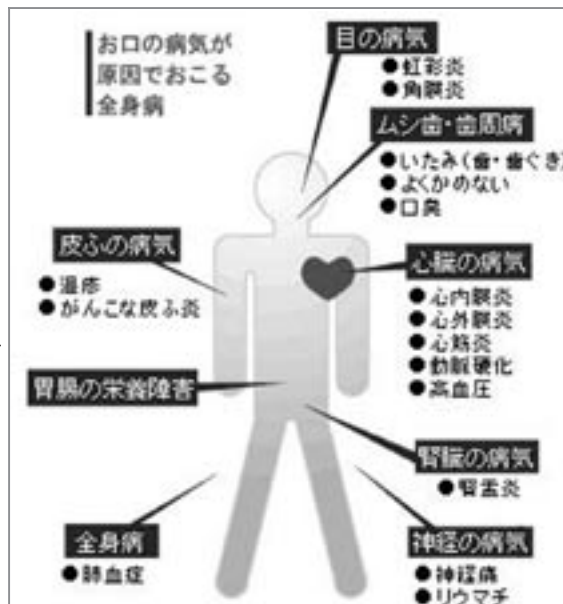 お口の病気が
原因でおこる
全身病
目の病気
●虹彩炎
●角膜炎
ムシ歯・歯周病
●いたみ(歯・歯ぐき)
●よくかめない
●口臭
皮ふの病気
●湿疹
●がんこな皮ふ炎
心臓の病気
●心内膜炎
●心外膜炎
●心筋炎
●動脈硬化
●高血圧
胃腸の栄養障害
腎臓の病気
●腎盂炎
全身病
●肺血症
神経の病気
●神経痛
●リウマチ